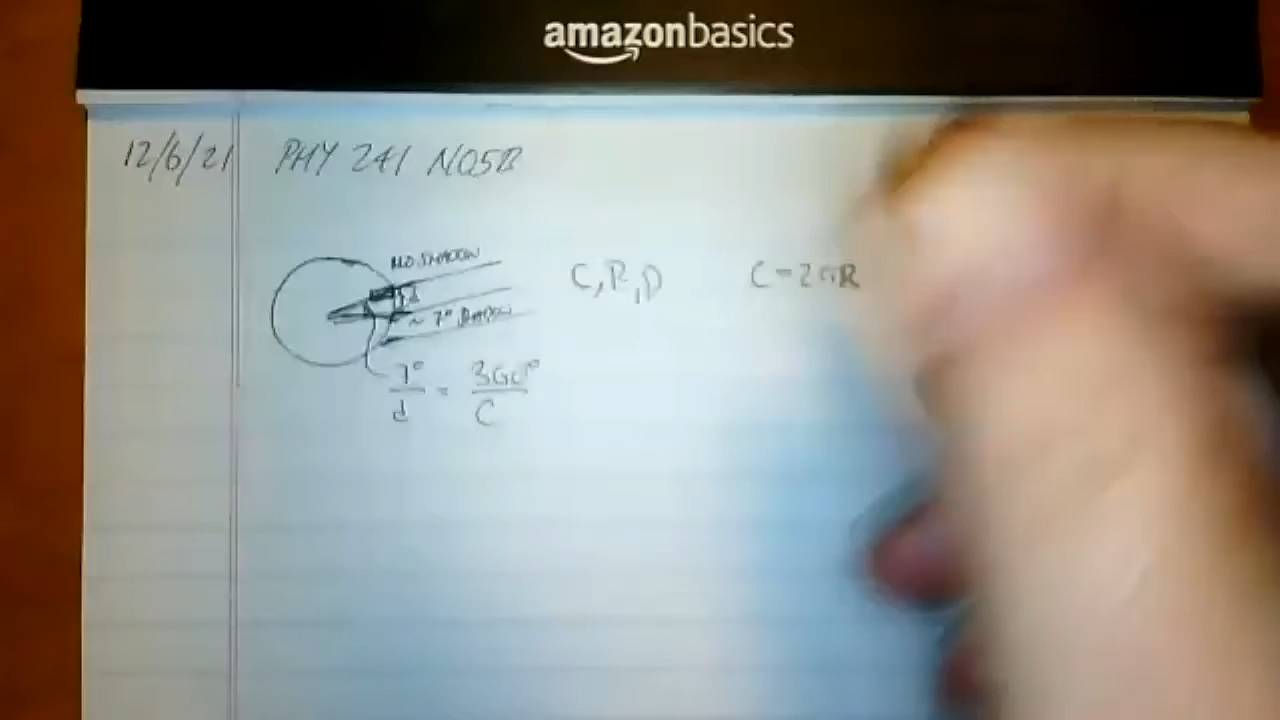 amazonbasics
12/6/21 PHY 241 N05B
NO SHADOW
d
~ 7° SHADOW
C, R, D
C = 2πR
7°/d = 360°/C